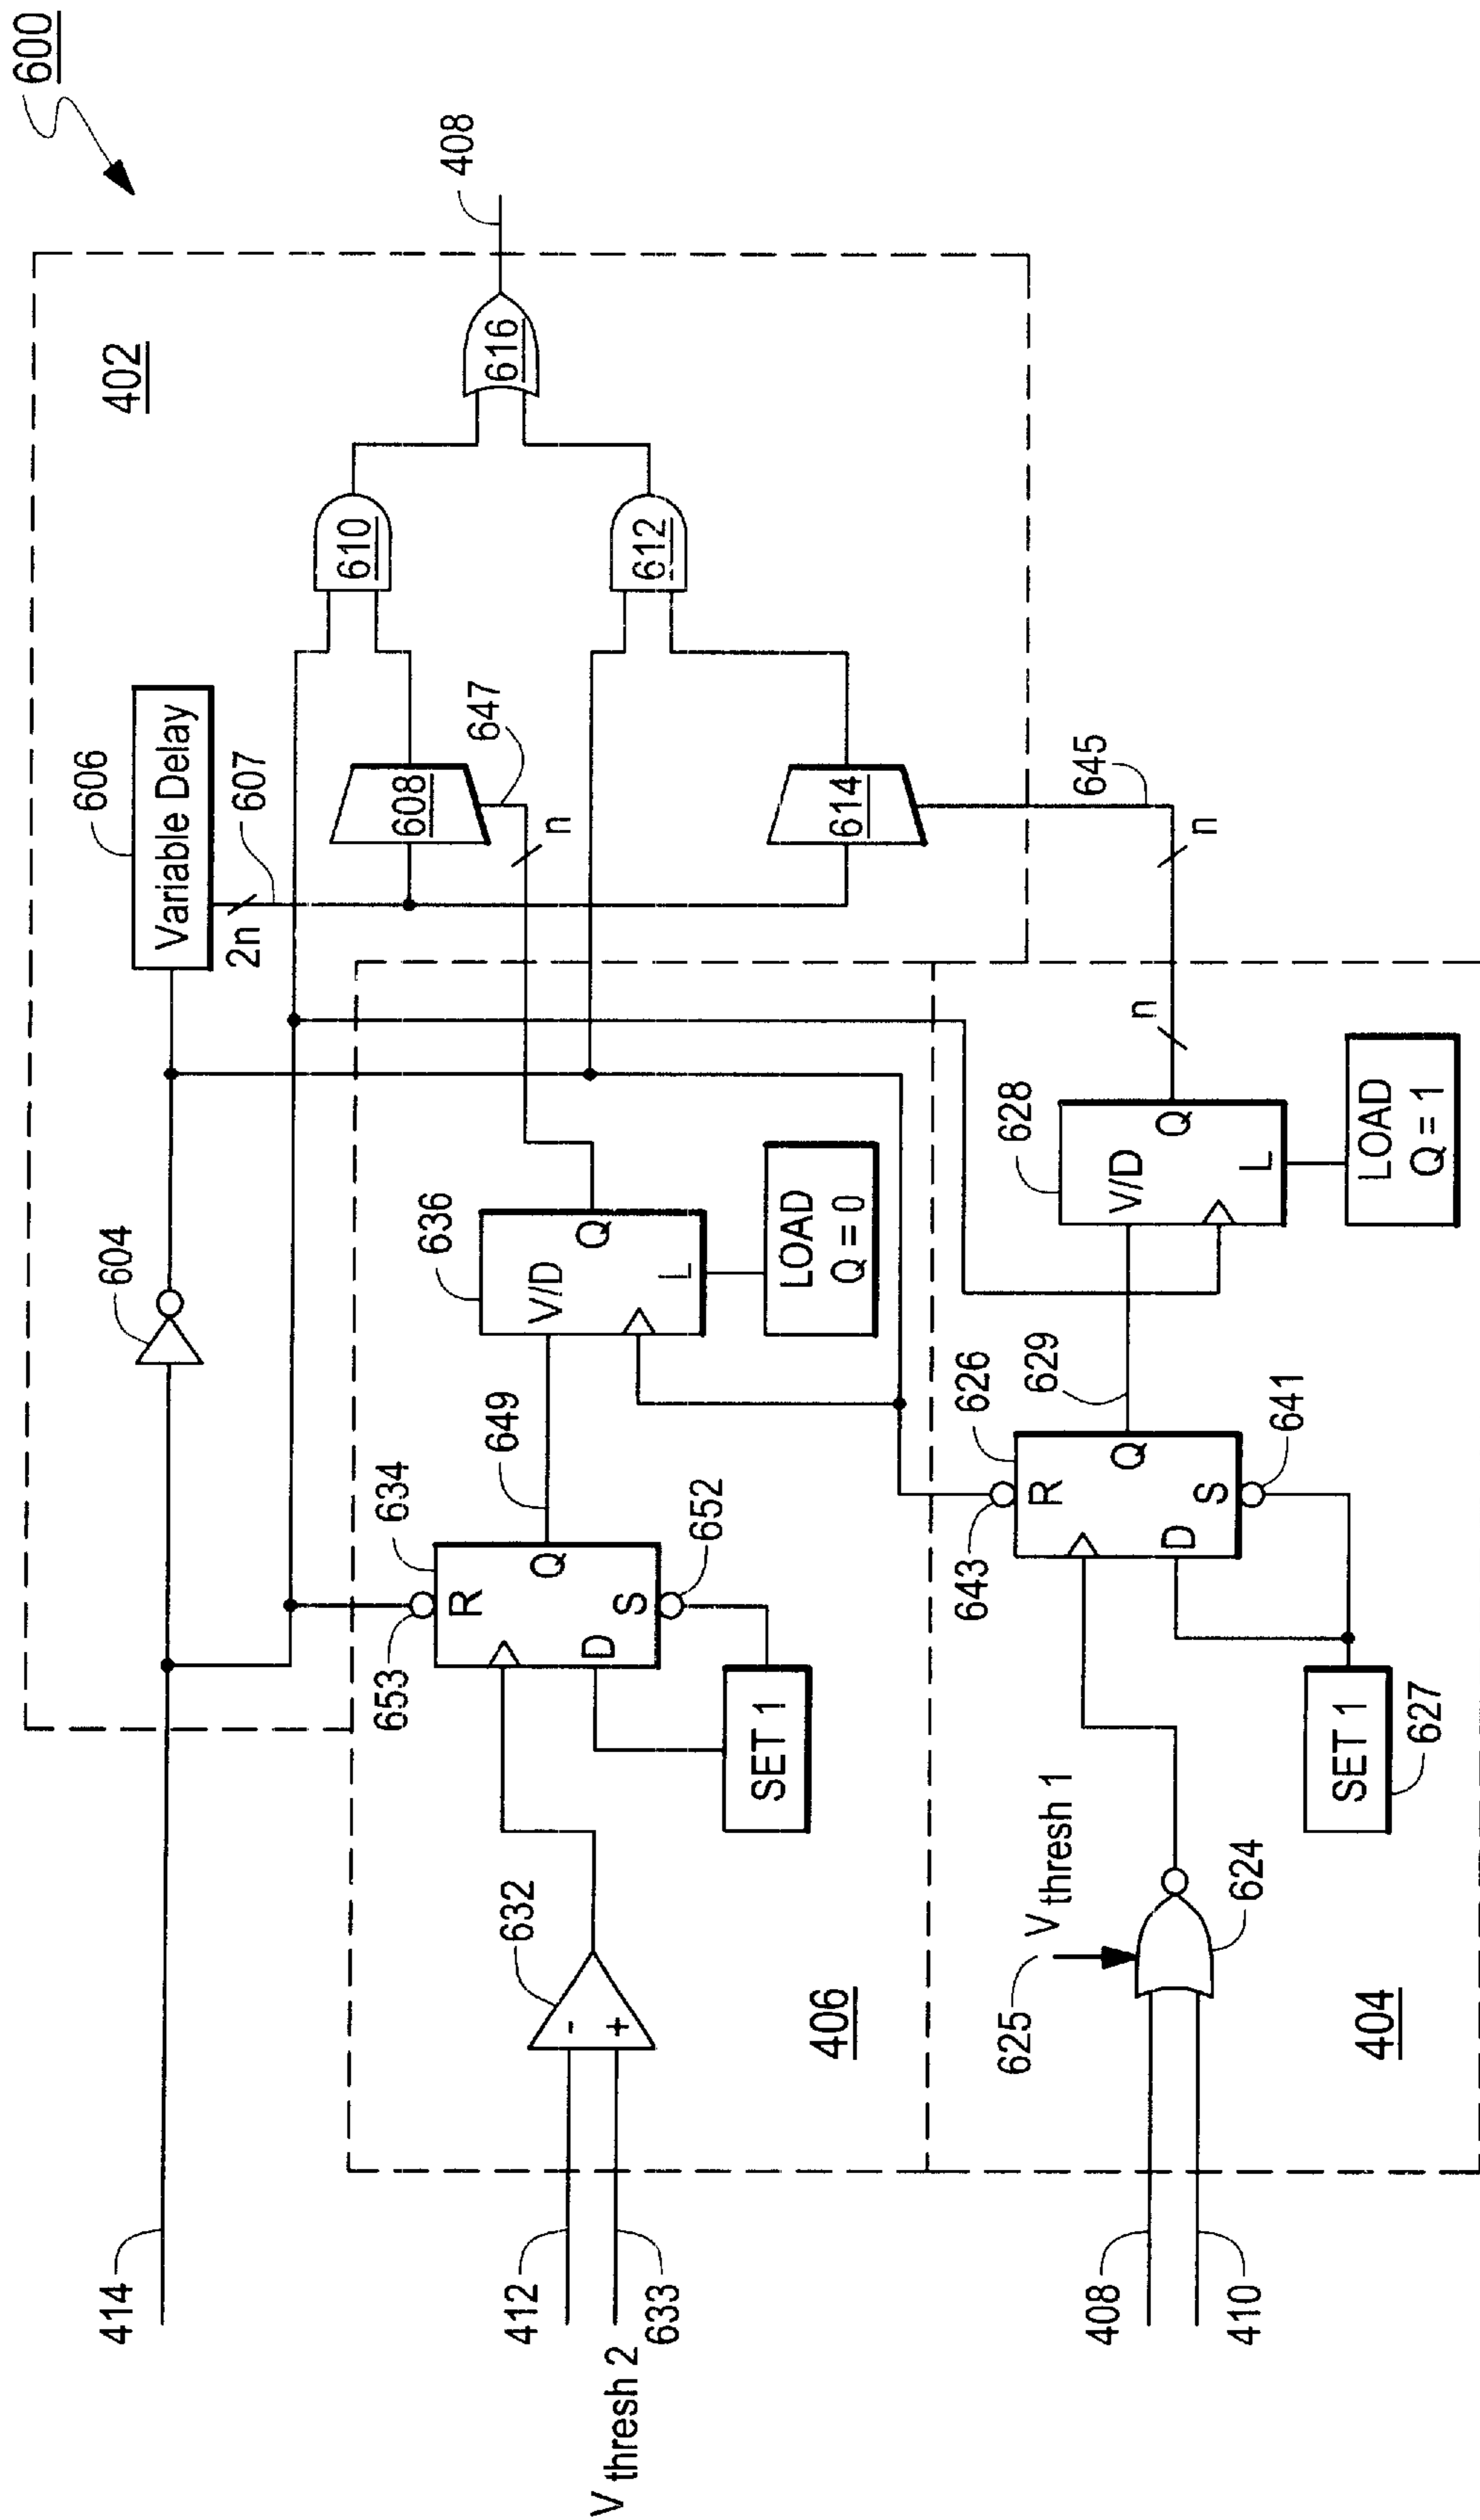 600
402
408
604
606
Variable Delay
607
2n
608
647
n
610
612
616
614
645
n
n
414
653
634
R
Q
D
S
649
652
636
V/D
Q
L
LOAD
Q = 0
SET 1
632
-
+
412
633
V thresh 2
406
V thresh 1
625
624
408
410
404
643
626
R
Q
D
S
629
641
628
V/D
Q
L
LOAD
Q = 1
SET 1
627